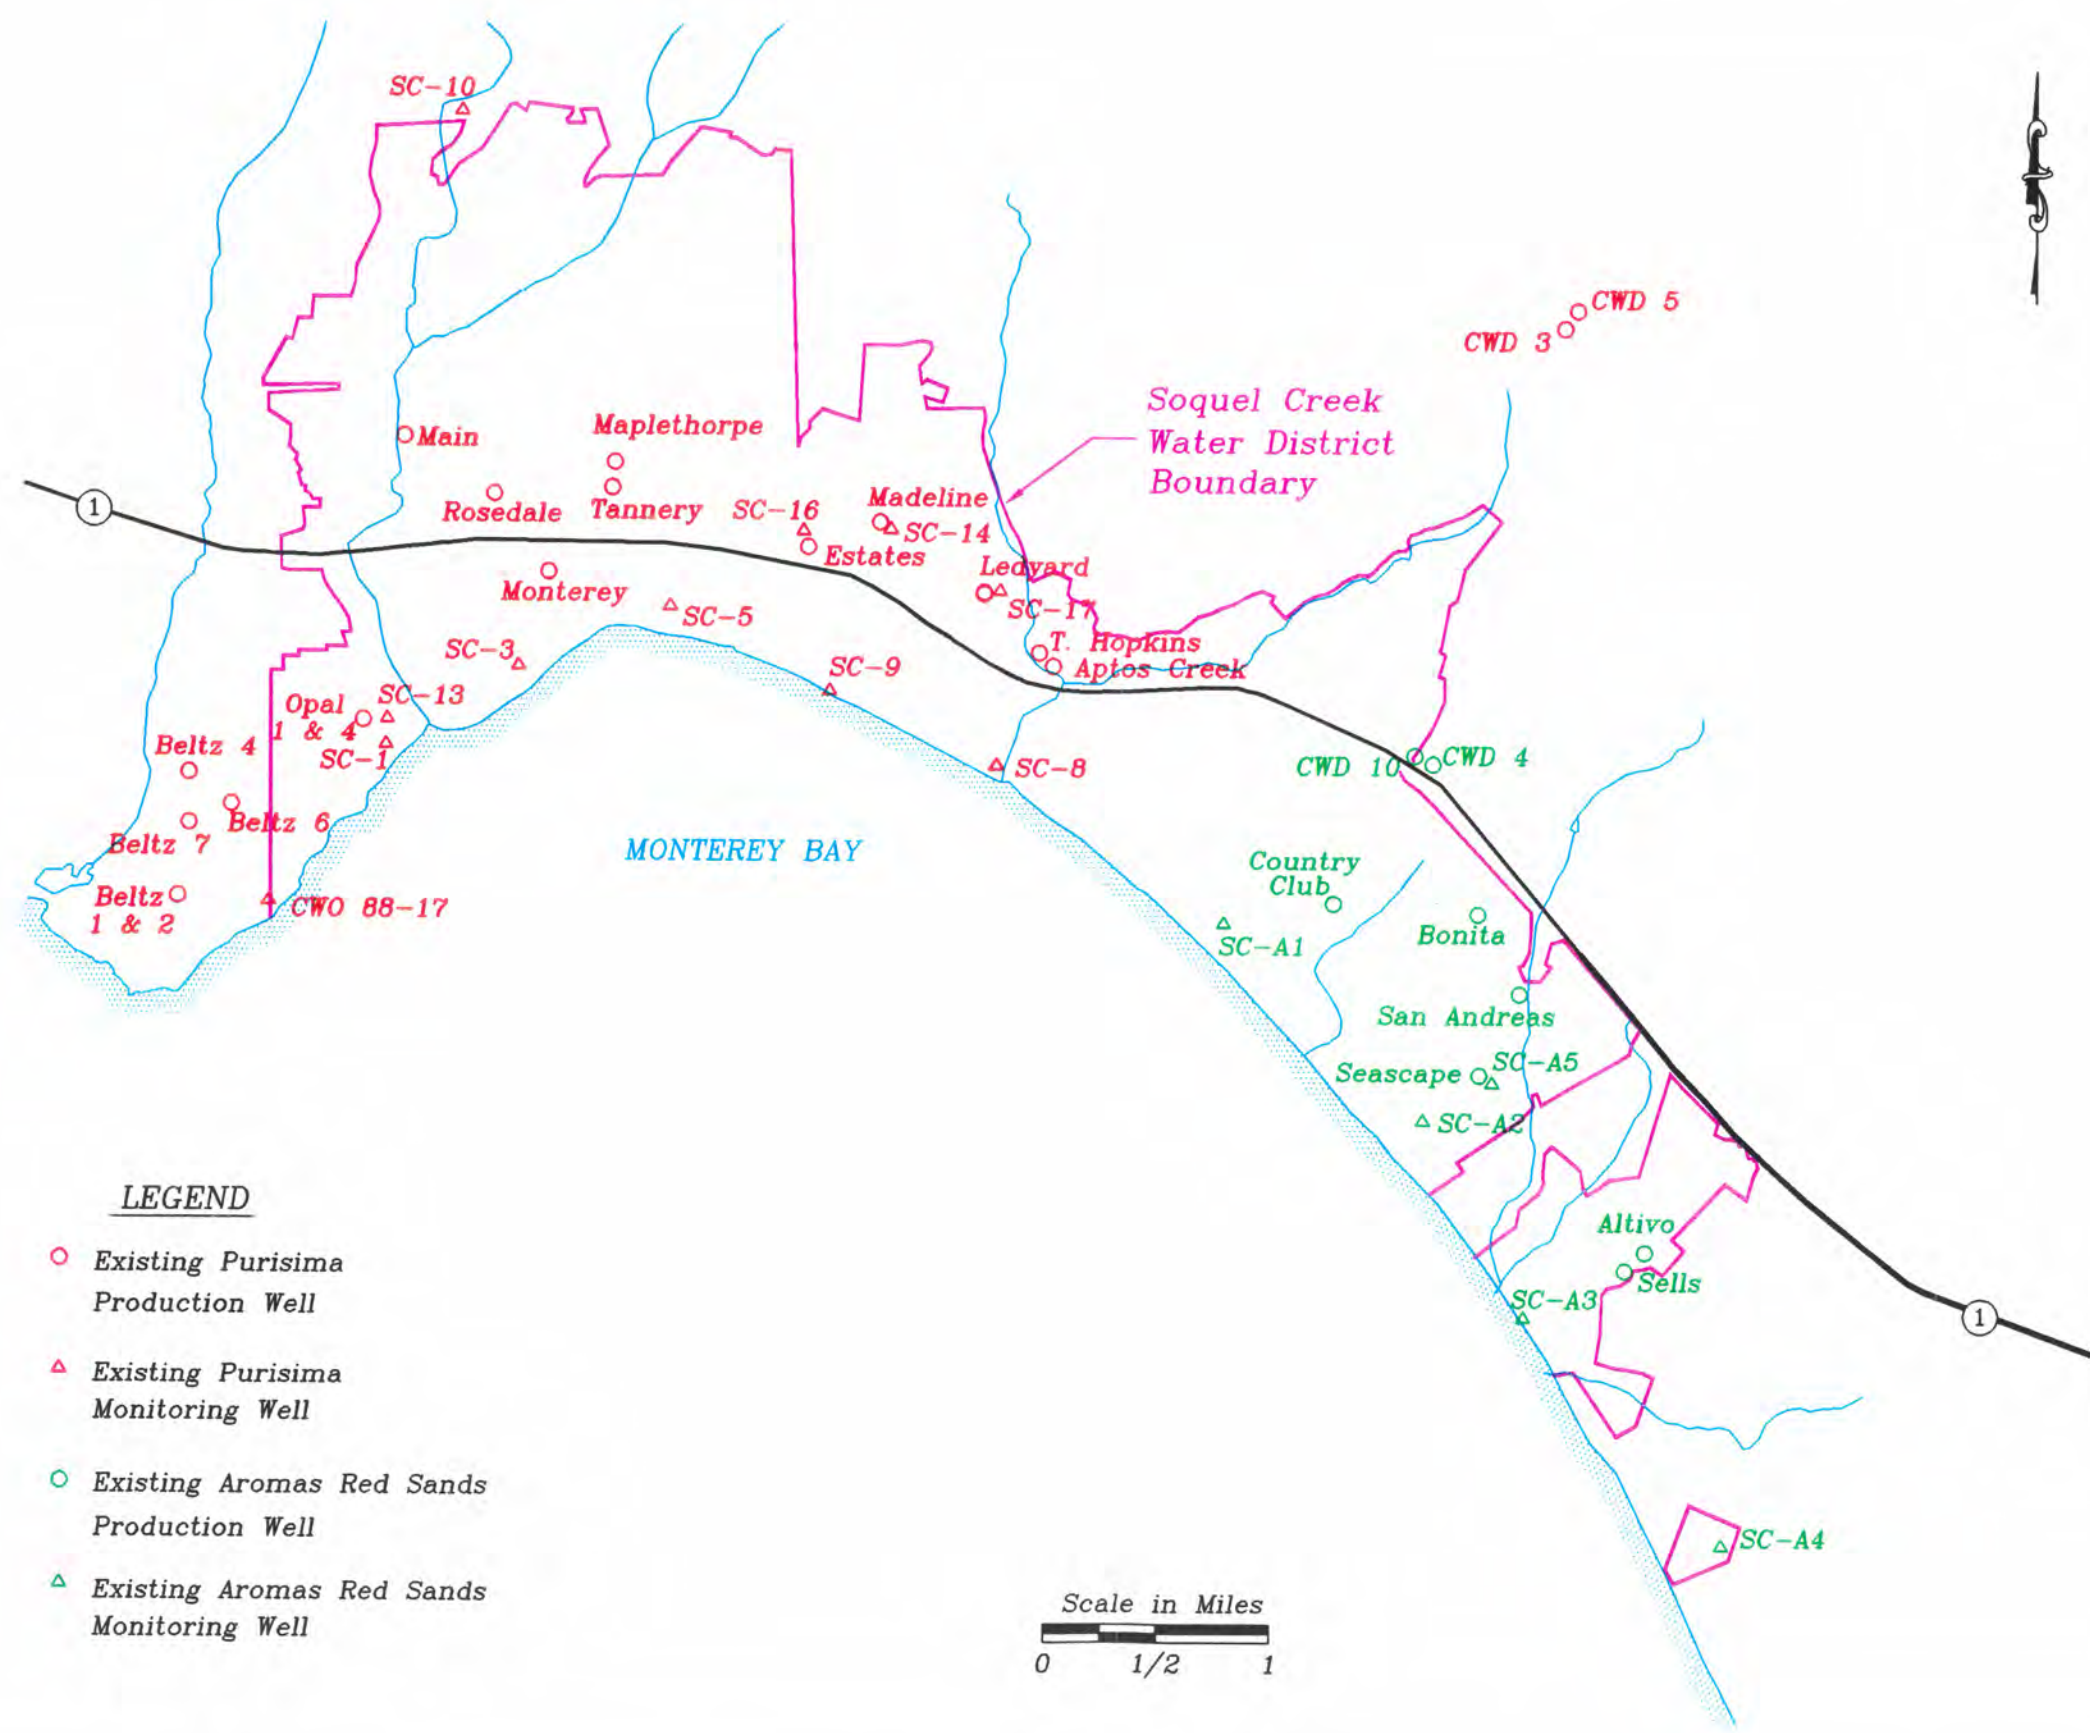 SC-10
CWD 5
CWD 3
Soquel Creek
Water District
Boundary
Main
Maplethorpe
Rosedale
Tannery
SC-16
Madeline
SC-14
Estates
1
Monterey
Ledyard
SC-17
SC-5
SC-3
T. Hopkins
Aptos Creek
SC-9
SC-13
Opal
1 & 4
SC-1
Beltz 4
SC-8
CWD 10
CWD 4
Beltz 6
Beltz 7
MONTEREY BAY
Country
Club
Beltz
1 & 2
CWO 88-17
SC-A1
Bonita
San Andreas
Seascape
SC-A5
SC-A2
Altivo
Sells
SC-A3
1
SC-A4
LEGEND
Existing Purisima
Production Well
Existing Purisima
Monitoring Well
Existing Aromas Red Sands
Production Well
Existing Aromas Red Sands
Monitoring Well
Scale in Miles
0 1/2 1